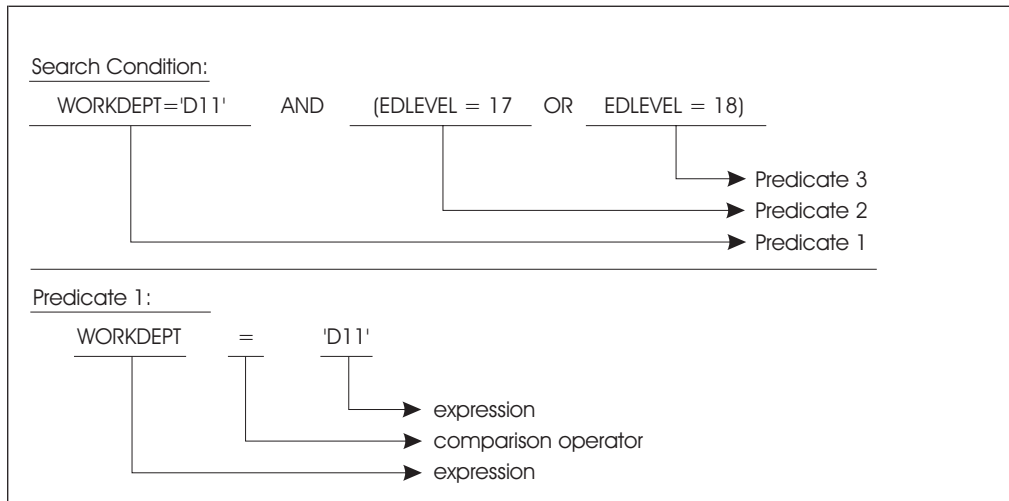 Search Condition:
WORKDEPT='D11' AND (EDLEVEL = 17 OR EDLEVEL = 18)
Predicate 3
Predicate 2
Predicate 1
Predicate 1:
WORKDEPT = 'D11'
expression
comparison operator
expression